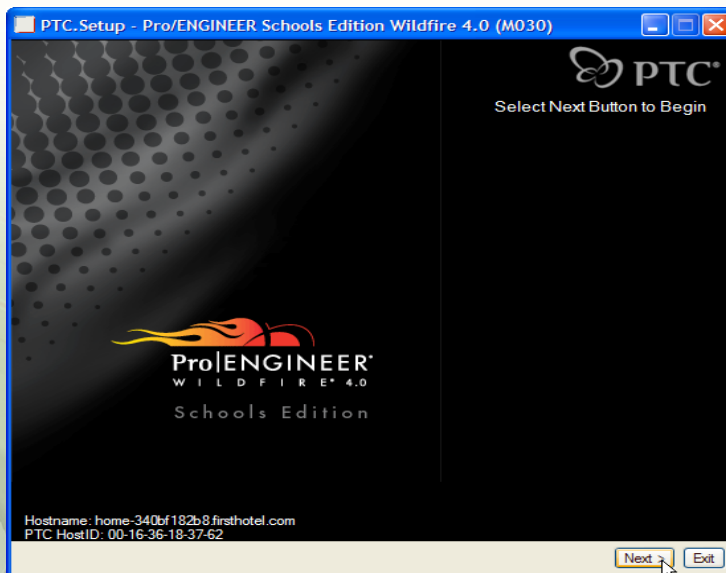 PTC.Setup - Pro/ENGINEER Schools Edition Wildfire 4.0 (M030)
PTC®
Select Next Button to Begin
Pro|ENGINEER®
WILDFIRE® 4.0
Schools Edition
Hostname: home-340bf182b8.firsthotel.com
PTC HostID: 00-16-36-18-37-62
Next > Exit